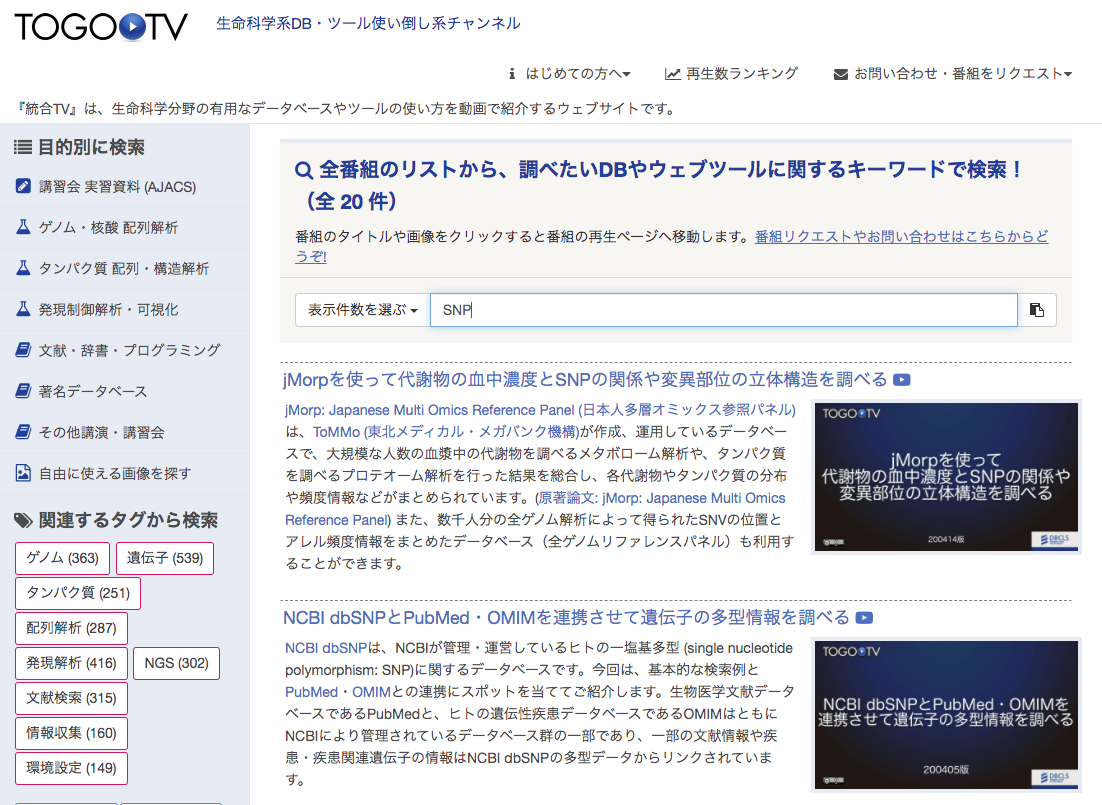 TOGO TV
生命科学系DB・ツール使い倒し系チャンネル
はじめての方へ
再生数ランキング
お問い合わせ・番組をリクエスト
『統合TV』は、生命科学分野の有用なデータベースやツールの使い方を動画で紹介するウェブサイトです。
目的別に検索
講習会 実習資料 (AJACS)
ゲノム・核酸 配列解析
タンパク質 配列・構造解析
発現制御解析・可視化
文献・辞書・プログラミング
著名データベース
その他講演・講習会
自由に使える画像を探す
関連するタグから検索
ゲノム (363)
遺伝子 (539)
タンパク質 (251)
配列解析 (287)
発現解析 (416)
NGS (302)
文献検索 (315)
情報収集 (160)
環境設定 (149)
全番組のリストから、調べたいDBやウェブツールに関するキーワードで検索！
（全 20 件）
番組のタイトルや画像をクリックすると番組の再生ページへ移動します。番組リクエストやお問い合わせはこちらからど
うぞ!
表示件数を選ぶ
SNP
jMorpを使って代謝物の血中濃度とSNPの関係や変異部位の立体構造を調べる
jMorp: Japanese Multi Omics Reference Panel (日本人多層オミックス参照パネル)
は、ToMMo (東北メディカル・メガバンク機構)が作成、運用しているデータベー
スで、大規模な人数の血漿中の代謝物を調べるメタボローム解析や、タンパク質
を調べるプロテオーム解析を行った結果を総合し、各代謝物やタンパク質の分布
や頻度情報などがまとめられています。(原著論文: jMorp: Japanese Multi Omics
Reference Panel) また、数千人分の全ゲノム解析によって得られたSNVの位置と
アレル頻度情報をまとめたデータベース（全ゲノムリファレンスパネル）も利用す
ることができます。
TOGO TV
jMorpを使って
代謝物の血中濃度とSNPの関係や
変異部位の立体構造を調べる
200414版
DBCLS
NCBI dbSNPとPubMed・OMIMを連携させて遺伝子の多型情報を調べる
NCBI dbSNPは、NCBIが管理・運営しているヒトの一塩基多型 (single nucleotide
polymorphism: SNP)に関するデータベースです。今回は、基本的な検索例と
PubMed・OMIMとの連携にスポットを当ててご紹介します。生物医学文献データ
ベースであるPubMedと、ヒトの遺伝性疾患データベースであるOMIMはともに
NCBIにより管理されているデータベース群の一部であり、一部の文献情報や疾
患・疾患関連遺伝子の情報はNCBI dbSNPの多型データからリンクされていま
す。
TOGO TV
NCBI dbSNPとPubMed・OMIMを
連携させて遺伝子の多型情報を調べる
200405版
DBCLS